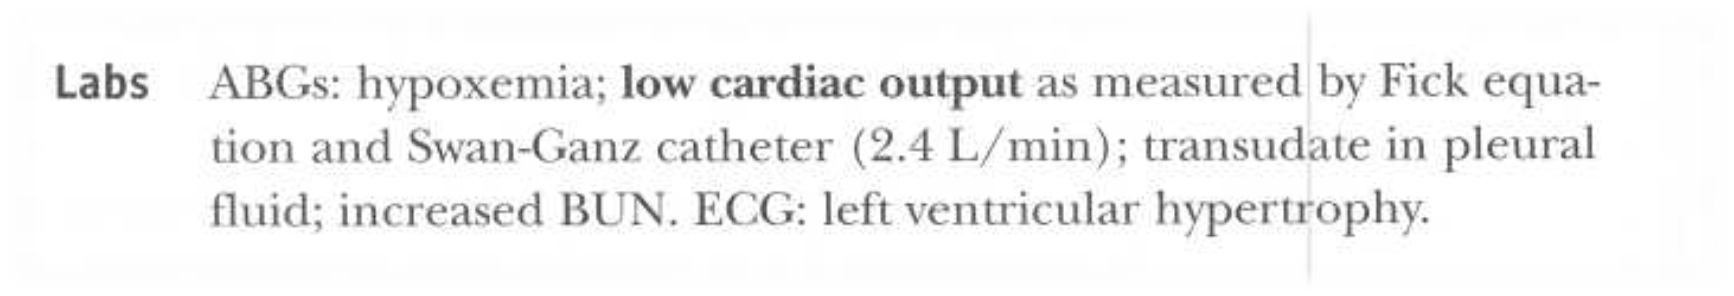 Labs ABGs: hypoxemia; low cardiac output as measured by Fick equa-
tion and Swan-Ganz catheter (2.4 L/min); transudate in pleural
fluid; increased BUN. ECG: left ventricular hypertrophy.